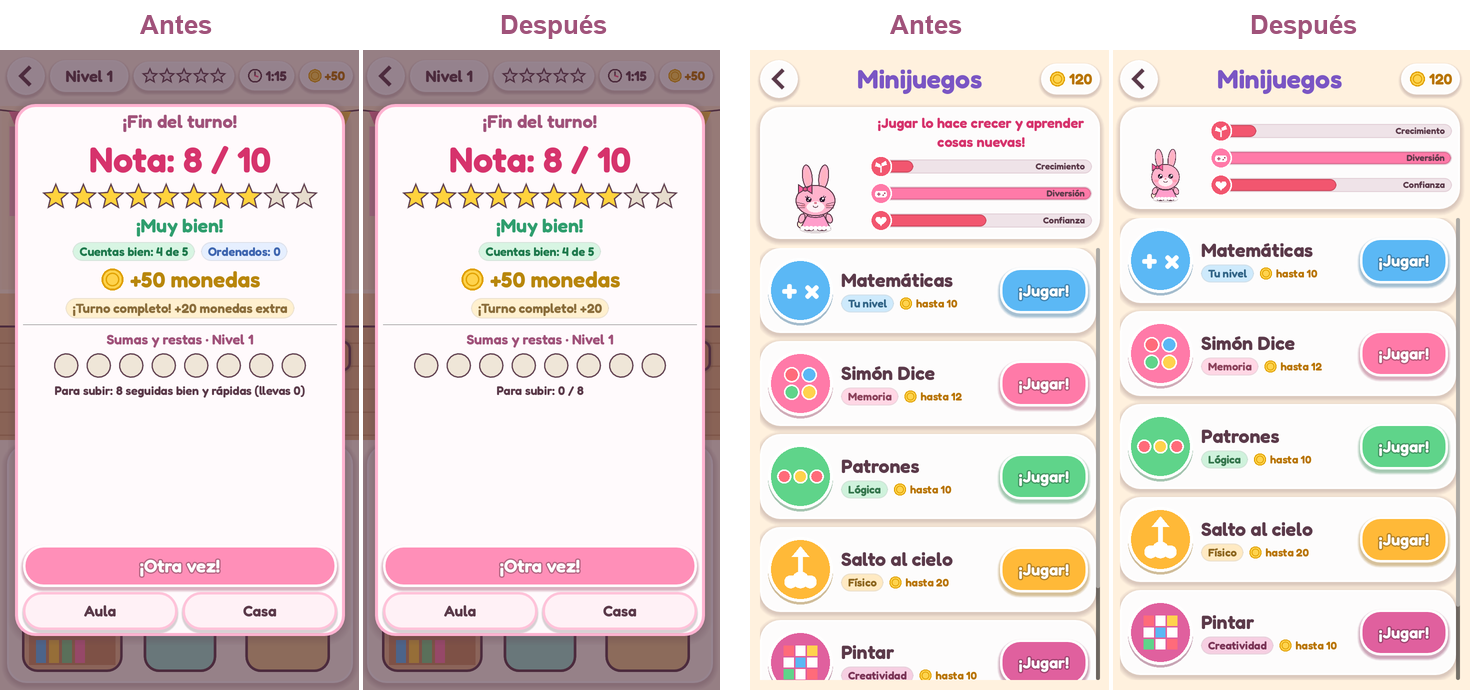 Antes
Después
Antes
Después
Nivel 1
1:15
+50
¡Fin del turno!
Nota: 8 / 10
¡Muy bien!
Cuentas bien: 4 de 5
Ordenados: 0
+50 monedas
¡Turno completo! +20 monedas extra
Sumas y restas · Nivel 1
Para subir: 8 seguidas bien y rápidas (llevas 0)
¡Otra vez!
Aula
Casa
Nivel 1
1:15
+50
¡Fin del turno!
Nota: 8 / 10
¡Muy bien!
Cuentas bien: 4 de 5
+50 monedas
¡Turno completo! +20
Sumas y restas · Nivel 1
Para subir: 0 / 8
¡Otra vez!
Aula
Casa
Minijuegos
120
¡Jugar lo hace crecer y aprender
cosas nuevas!
Crecimiento
Diversión
Confianza
Matemáticas
Tu nivel
hasta 10
¡Jugar!
Simón Dice
Memoria
hasta 12
¡Jugar!
Patrones
Lógica
hasta 10
¡Jugar!
Salto al cielo
Físico
hasta 20
¡Jugar!
Pintar
Creatividad
hasta 10
¡Jugar!
Minijuegos
120
Crecimiento
Diversión
Confianza
Matemáticas
Tu nivel
hasta 10
¡Jugar!
Simón Dice
Memoria
hasta 12
¡Jugar!
Patrones
Lógica
hasta 10
¡Jugar!
Salto al cielo
Físico
hasta 20
¡Jugar!
Pintar
Creatividad
hasta 10
¡Jugar!